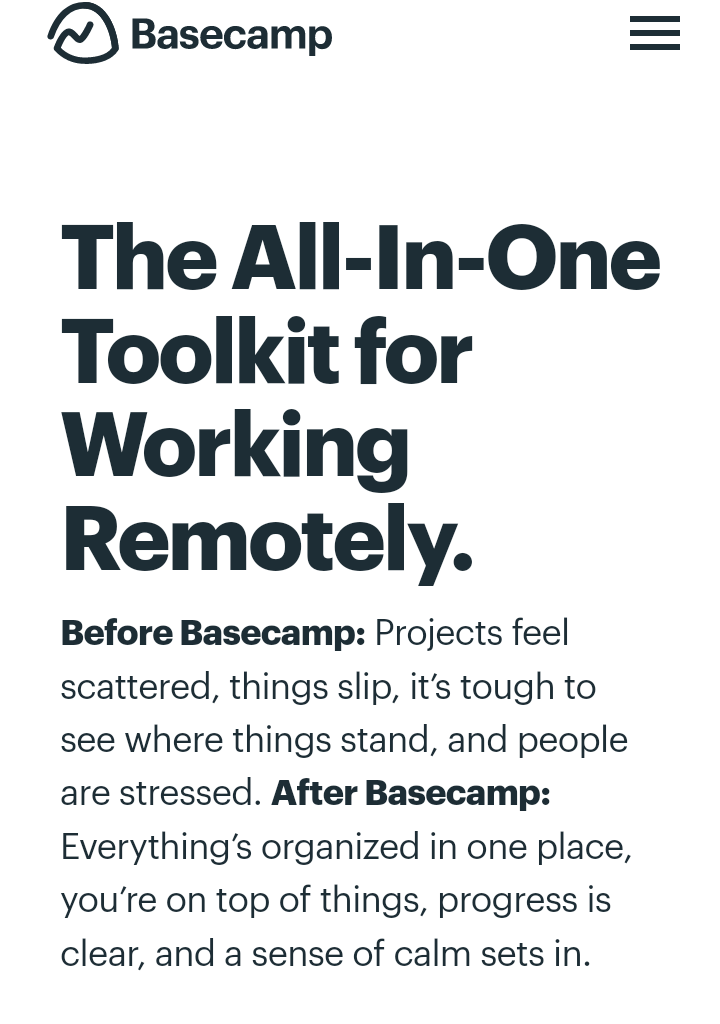 Basecamp
The All-In-One
Toolkit for
Working
Remotely.
Before Basecamp: Projects feel
scattered, things slip, it’s tough to
see where things stand, and people
are stressed. After Basecamp:
Everything’s organized in one place,
you’re on top of things, progress is
clear, and a sense of calm sets in.